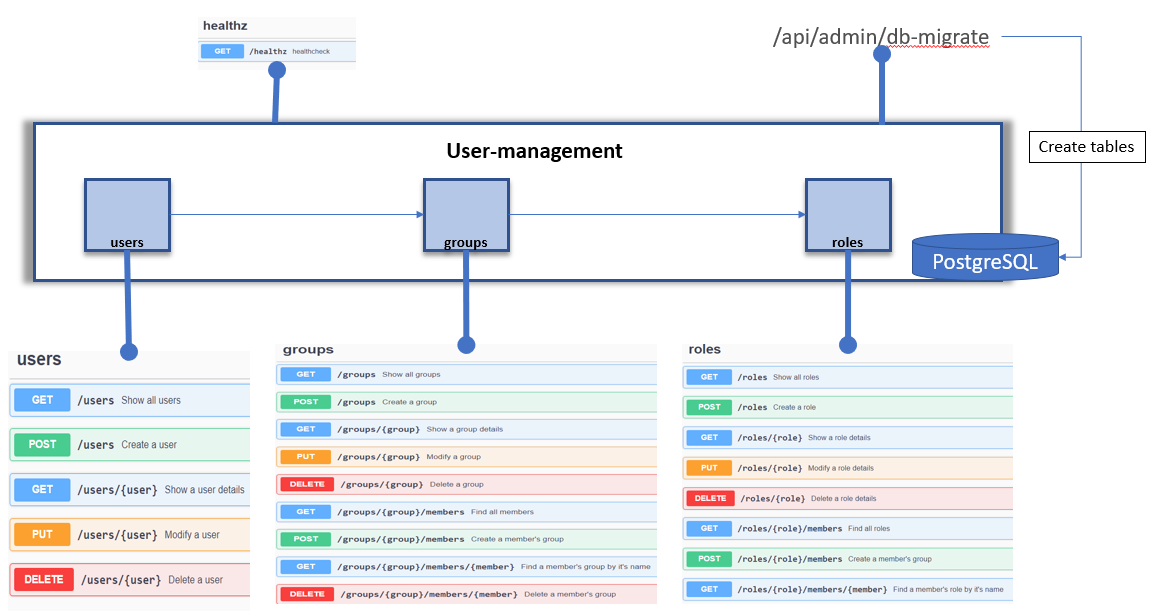 healthz
GET /healthz healthcheck
/api/admin/db-migrate
Create tables
User-management
users
groups
roles
PostgreSQL
users
GET /users Show all users
POST /users Create a user
GET /users/{user} Show a user details
PUT /users/{user} Modify a user
DELETE /users/{user} Delete a user
groups
GET /groups Show all groups
POST /groups Create a group
GET /groups/{group} Show a group details
PUT /groups/{group} Modify a group
DELETE /groups/{group} Delete a group
GET /groups/{group}/members Find all members
POST /groups/{group}/members Create a member's group
GET /groups/{group}/members/{member} Find a member's group by it's name
DELETE /groups/{group}/members/{member} Delete a member's group
roles
GET /roles Show all roles
POST /roles Create a role
GET /roles/{role} Show a role details
PUT /roles/{role} Modify a role details
DELETE /roles/{role} Delete a role details
GET /roles/{role}/members Find all roles
POST /roles/{role}/members Create a member's group
GET /roles/{role}/members/{member} Find a member's role by it's name